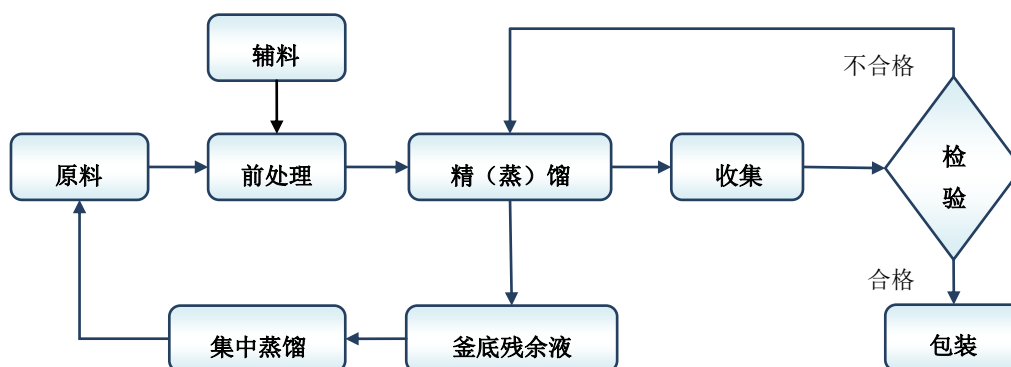 辅料
不合格
原料
前处理
精（蒸）馏
收集
检
验
合格
集中蒸馏
釜底残余液
包装